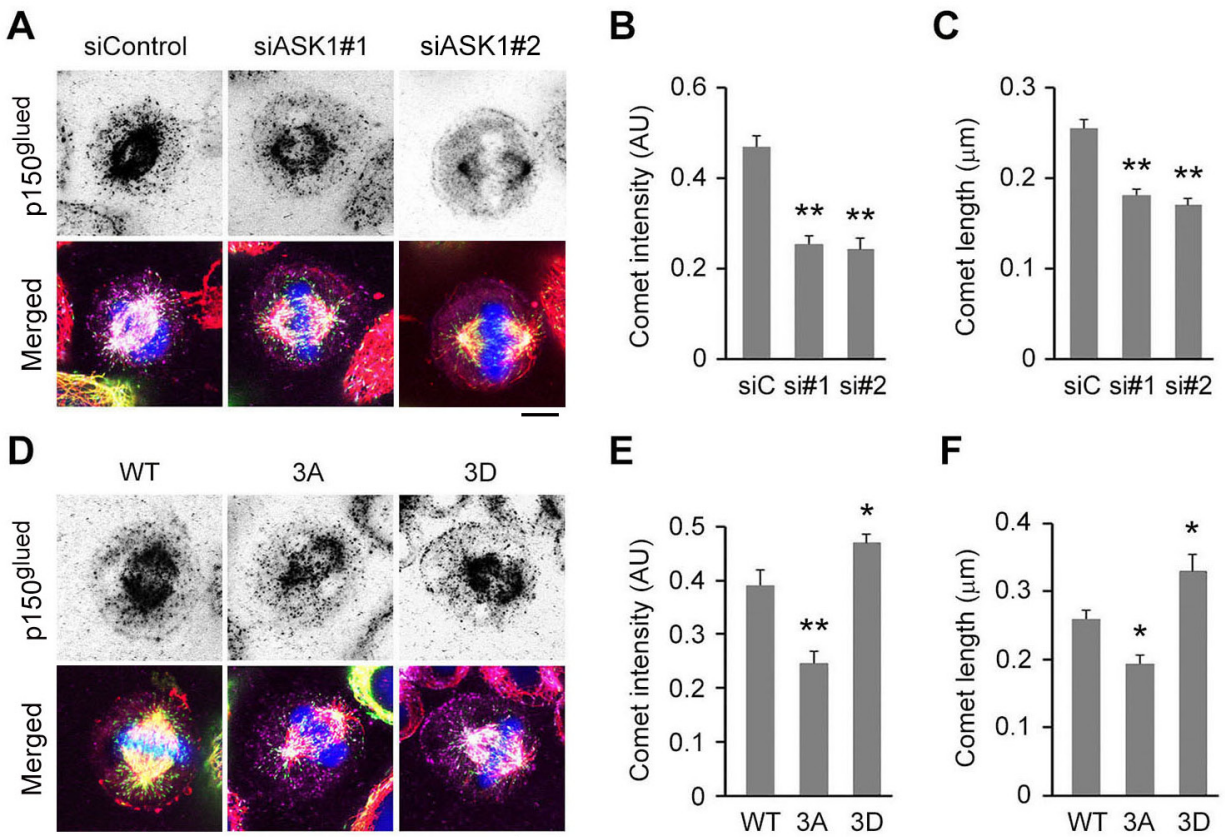 A
siControl siASK1#1 siASK1#2
p150glued
Merged
B
Comet intensity (AU)
0.6
0.4
0.2
0
siC si#1 si#2
** **
C
Comet length (μm)
0.3
0.2
0.1
0
siC si#1 si#2
** **
D
WT 3A 3D
p150glued
Merged
E
Comet intensity (AU)
0.5
0.4
0.3
0.2
0.1
0
WT 3A 3D
** *
F
Comet length (μm)
0.4
0.3
0.2
0.1
0
WT 3A 3D
* *